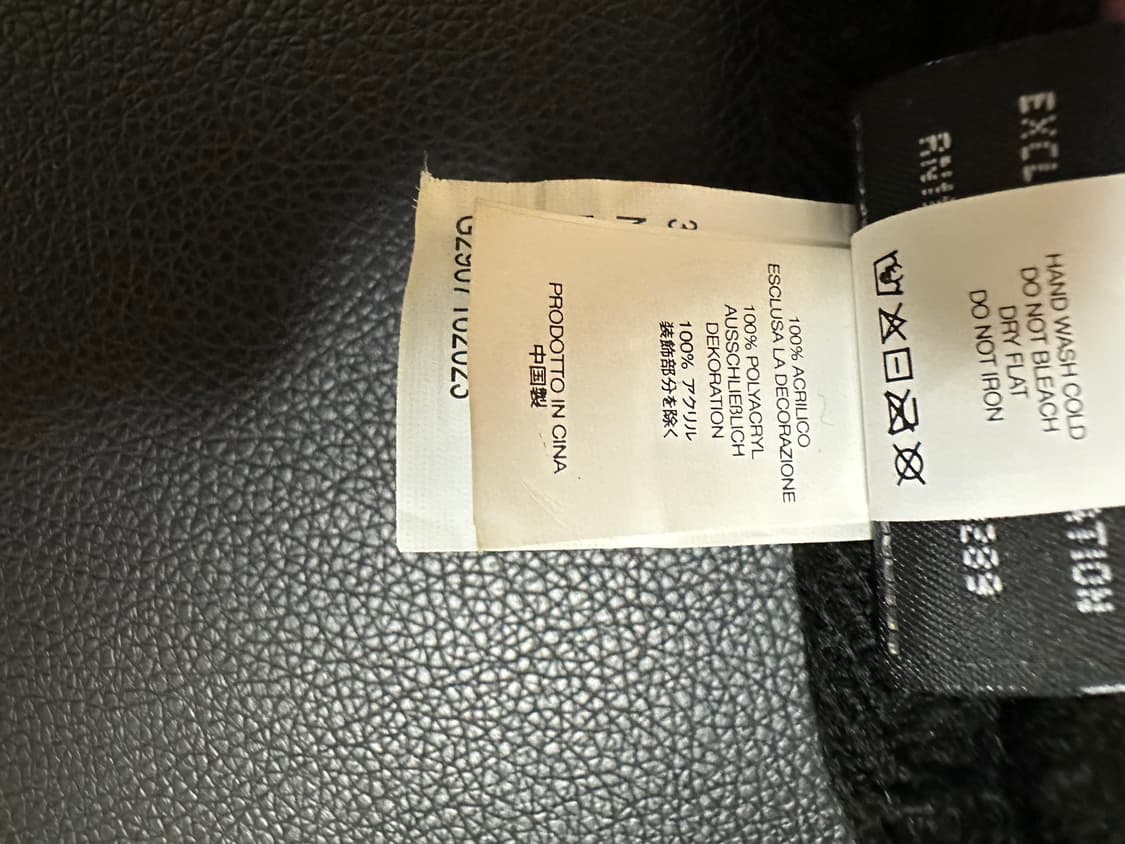 HAND WASH COLD
DO NOT BLEACH
DRY FLAT
DO NOT IRON
100% ACRILICO
ESCLUSA LA DECORAZIONE
100% POLYACRYL
AUSSCHLIEßLICH
DEKORATION
100% アクリル
装飾部分を除く
PRODOTTO IN CINA
中国製